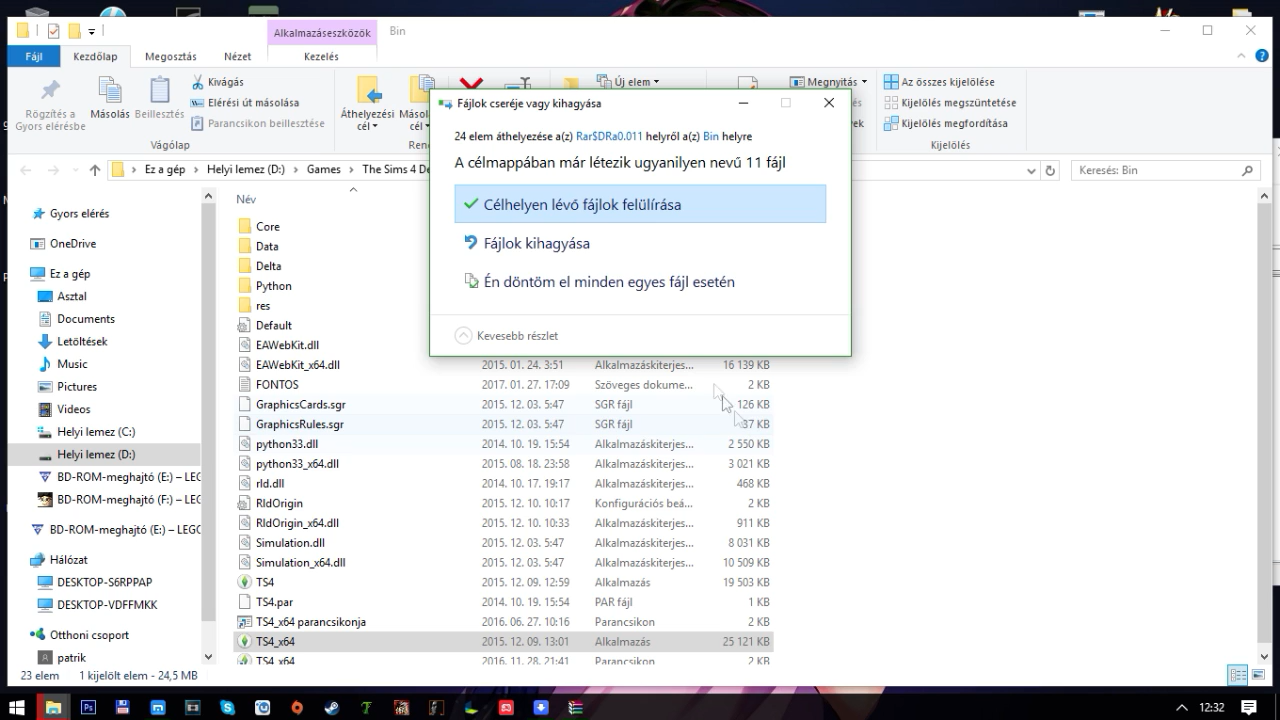 Alkalmazáseszközök
Bin
Fájl
Kezdőlap
Megosztás
Nézet
Kezelés
Rögzítés a
Gyors elérésbe
Másolás
Beillesztés
Kivágás
Elérési út másolása
Parancsikon beillesztése
Vágólap
Áthelyezési
cél
Új elem
Megnyitás
Az összes kijelölése
Kijelölés megszüntetése
Kijelölés megfordítása
Kijelölés
Ez a gép
Helyi lemez (D:)
Games
The Sims 4 De
Keresés: Bin
Fájlok cseréje vagy kihagyása
24 elem áthelyezése a(z) Rar$DRa0.011 helyről a(z) Bin helyre
A célmappában már létezik ugyanilyen nevű 11 fájl
Célhelyen lévő fájlok felülírása
Fájlok kihagyása
Én döntöm el minden egyes fájl esetén
Kevesebb részlet
Gyors elérés
OneDrive
Ez a gép
Asztal
Documents
Letöltések
Music
Pictures
Videos
Helyi lemez (C:)
Helyi lemez (D:)
BD-ROM-meghajtó (E:) – LEG
BD-ROM-meghajtó (F:) – LEG
BD-ROM-meghajtó (E:) – LEGO
Hálózat
DESKTOP-S6RPPAP
DESKTOP-VDFFMKK
Otthoni csoport
patrik
Név
Core
Data
Delta
Python
res
Default
EAWebKit.dll
EAWebKit_x64.dll 2015. 01. 24. 3:51 Alkalmazáskiterjes... 16 139 KB
FONTOS 2017. 01. 27. 17:09 Szöveges dokume... 2 KB
GraphicsCards.sgr 2015. 12. 03. 5:47 SGR fájl 126 KB
GraphicsRules.sgr 2015. 12. 03. 5:47 SGR fájl 37 KB
python33.dll 2014. 10. 19. 15:54 Alkalmazáskiterjes... 2 550 KB
python33_x64.dll 2015. 08. 18. 23:58 Alkalmazáskiterjes... 3 021 KB
rld.dll 2014. 10. 17. 19:17 Alkalmazáskiterjes... 468 KB
RldOrigin 2015. 12. 10. 10:17 Konfigurációs beá... 2 KB
RldOrigin_x64.dll 2015. 12. 10. 10:33 Alkalmazáskiterjes... 911 KB
Simulation.dll 2015. 12. 03. 5:47 Alkalmazáskiterjes... 8 031 KB
Simulation_x64.dll 2015. 12. 03. 5:47 Alkalmazáskiterjes... 10 509 KB
TS4 2015. 12. 09. 12:59 Alkalmazás 19 503 KB
TS4.par 2014. 10. 19. 15:54 PAR fájl 1 KB
TS4_x64 parancsikonja 2016. 06. 27. 10:16 Parancsikon 2 KB
TS4_x64 2015. 12. 09. 13:01 Alkalmazás 25 121 KB
TS4_x64 2016. 11. 28. 21:41 Parancsikon 2 KB
23 elem 1 kijelölt elem - 24,5 MB
12:32